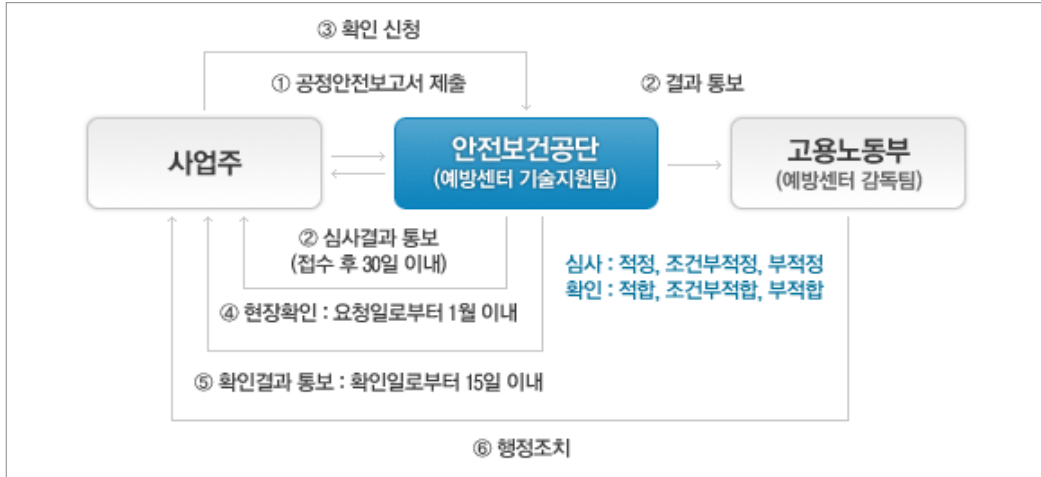 ③ 확인 신청
① 공정안전보고서 제출
② 결과 통보
사업주
안전보건공단
(예방센터 기술지원팀)
고용노동부
(예방센터 감독팀)
② 심사결과 통보
(접수 후 30일 이내)
심사 : 적정, 조건부적정, 부적정
확인 : 적합, 조건부적합, 부적합
④ 현장확인 : 요청일로부터 1월 이내
⑤ 확인결과 통보 : 확인일로부터 15일 이내
⑥ 행정조치